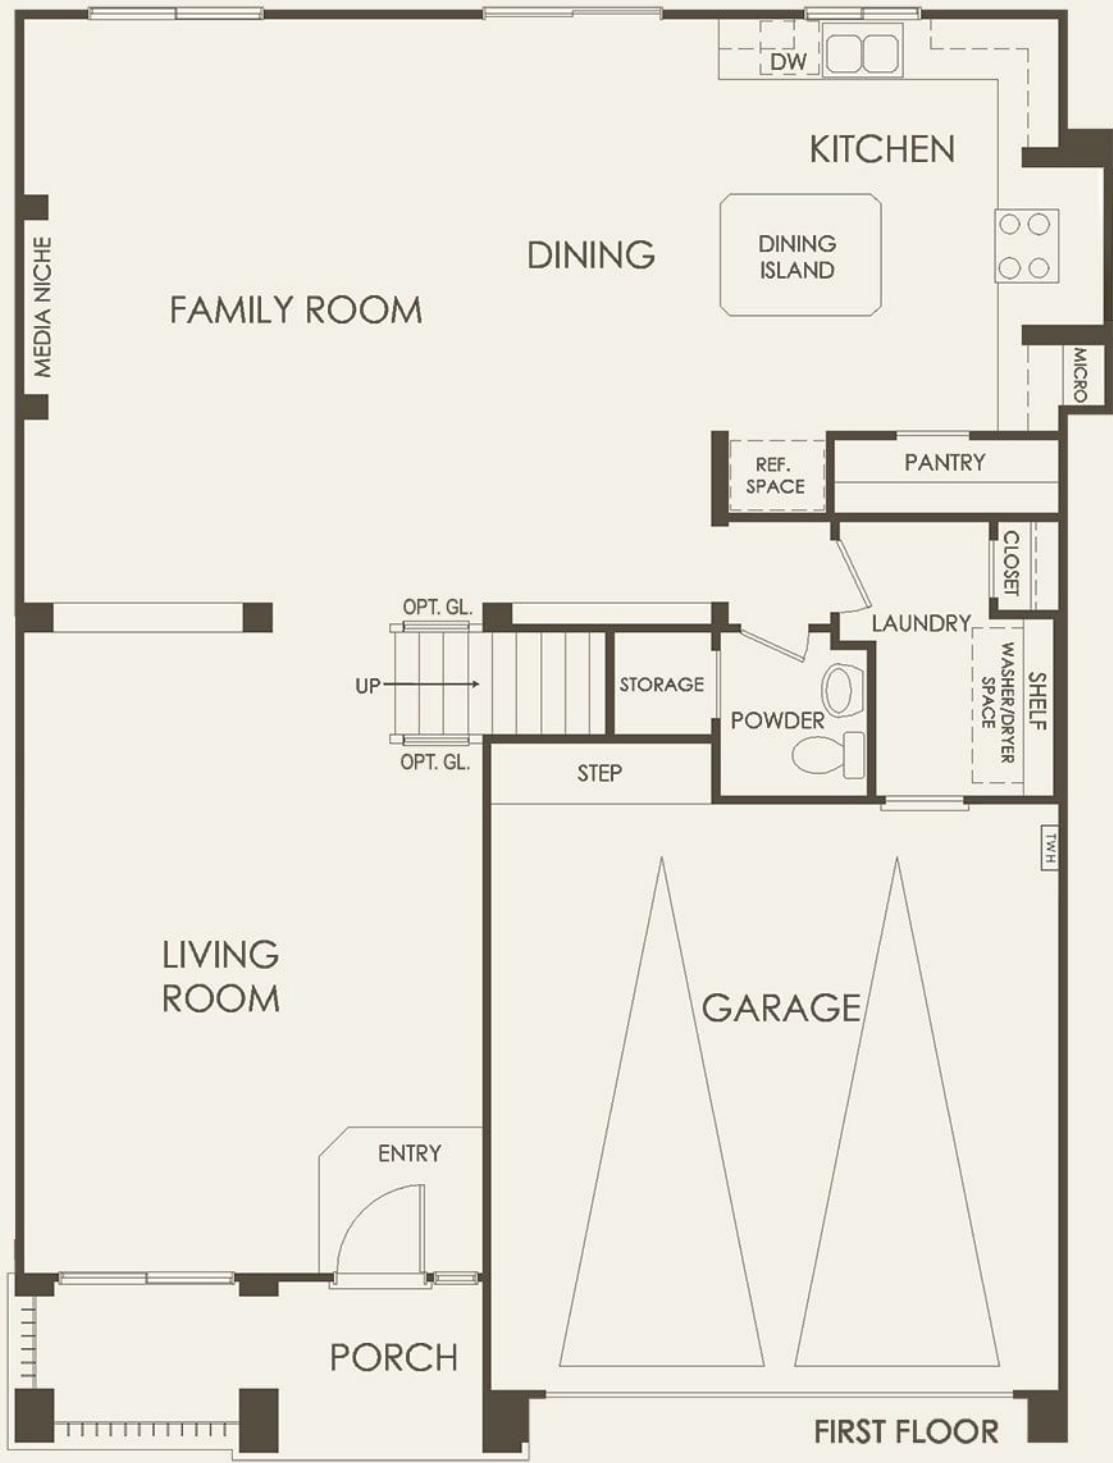 DW
KITCHEN
DINING
DINING
ISLAND
MEDIA NICHE
FAMILY ROOM
MICRO
REF.
SPACE
PANTRY
CLOSET
OPT. GL.
LAUNDRY
UP
STORAGE
POWDER
WASHER/DRYER
SPACE
SHELF
OPT. GL.
STEP
TWH
LIVING
ROOM
GARAGE
ENTRY
PORCH
FIRST FLOOR